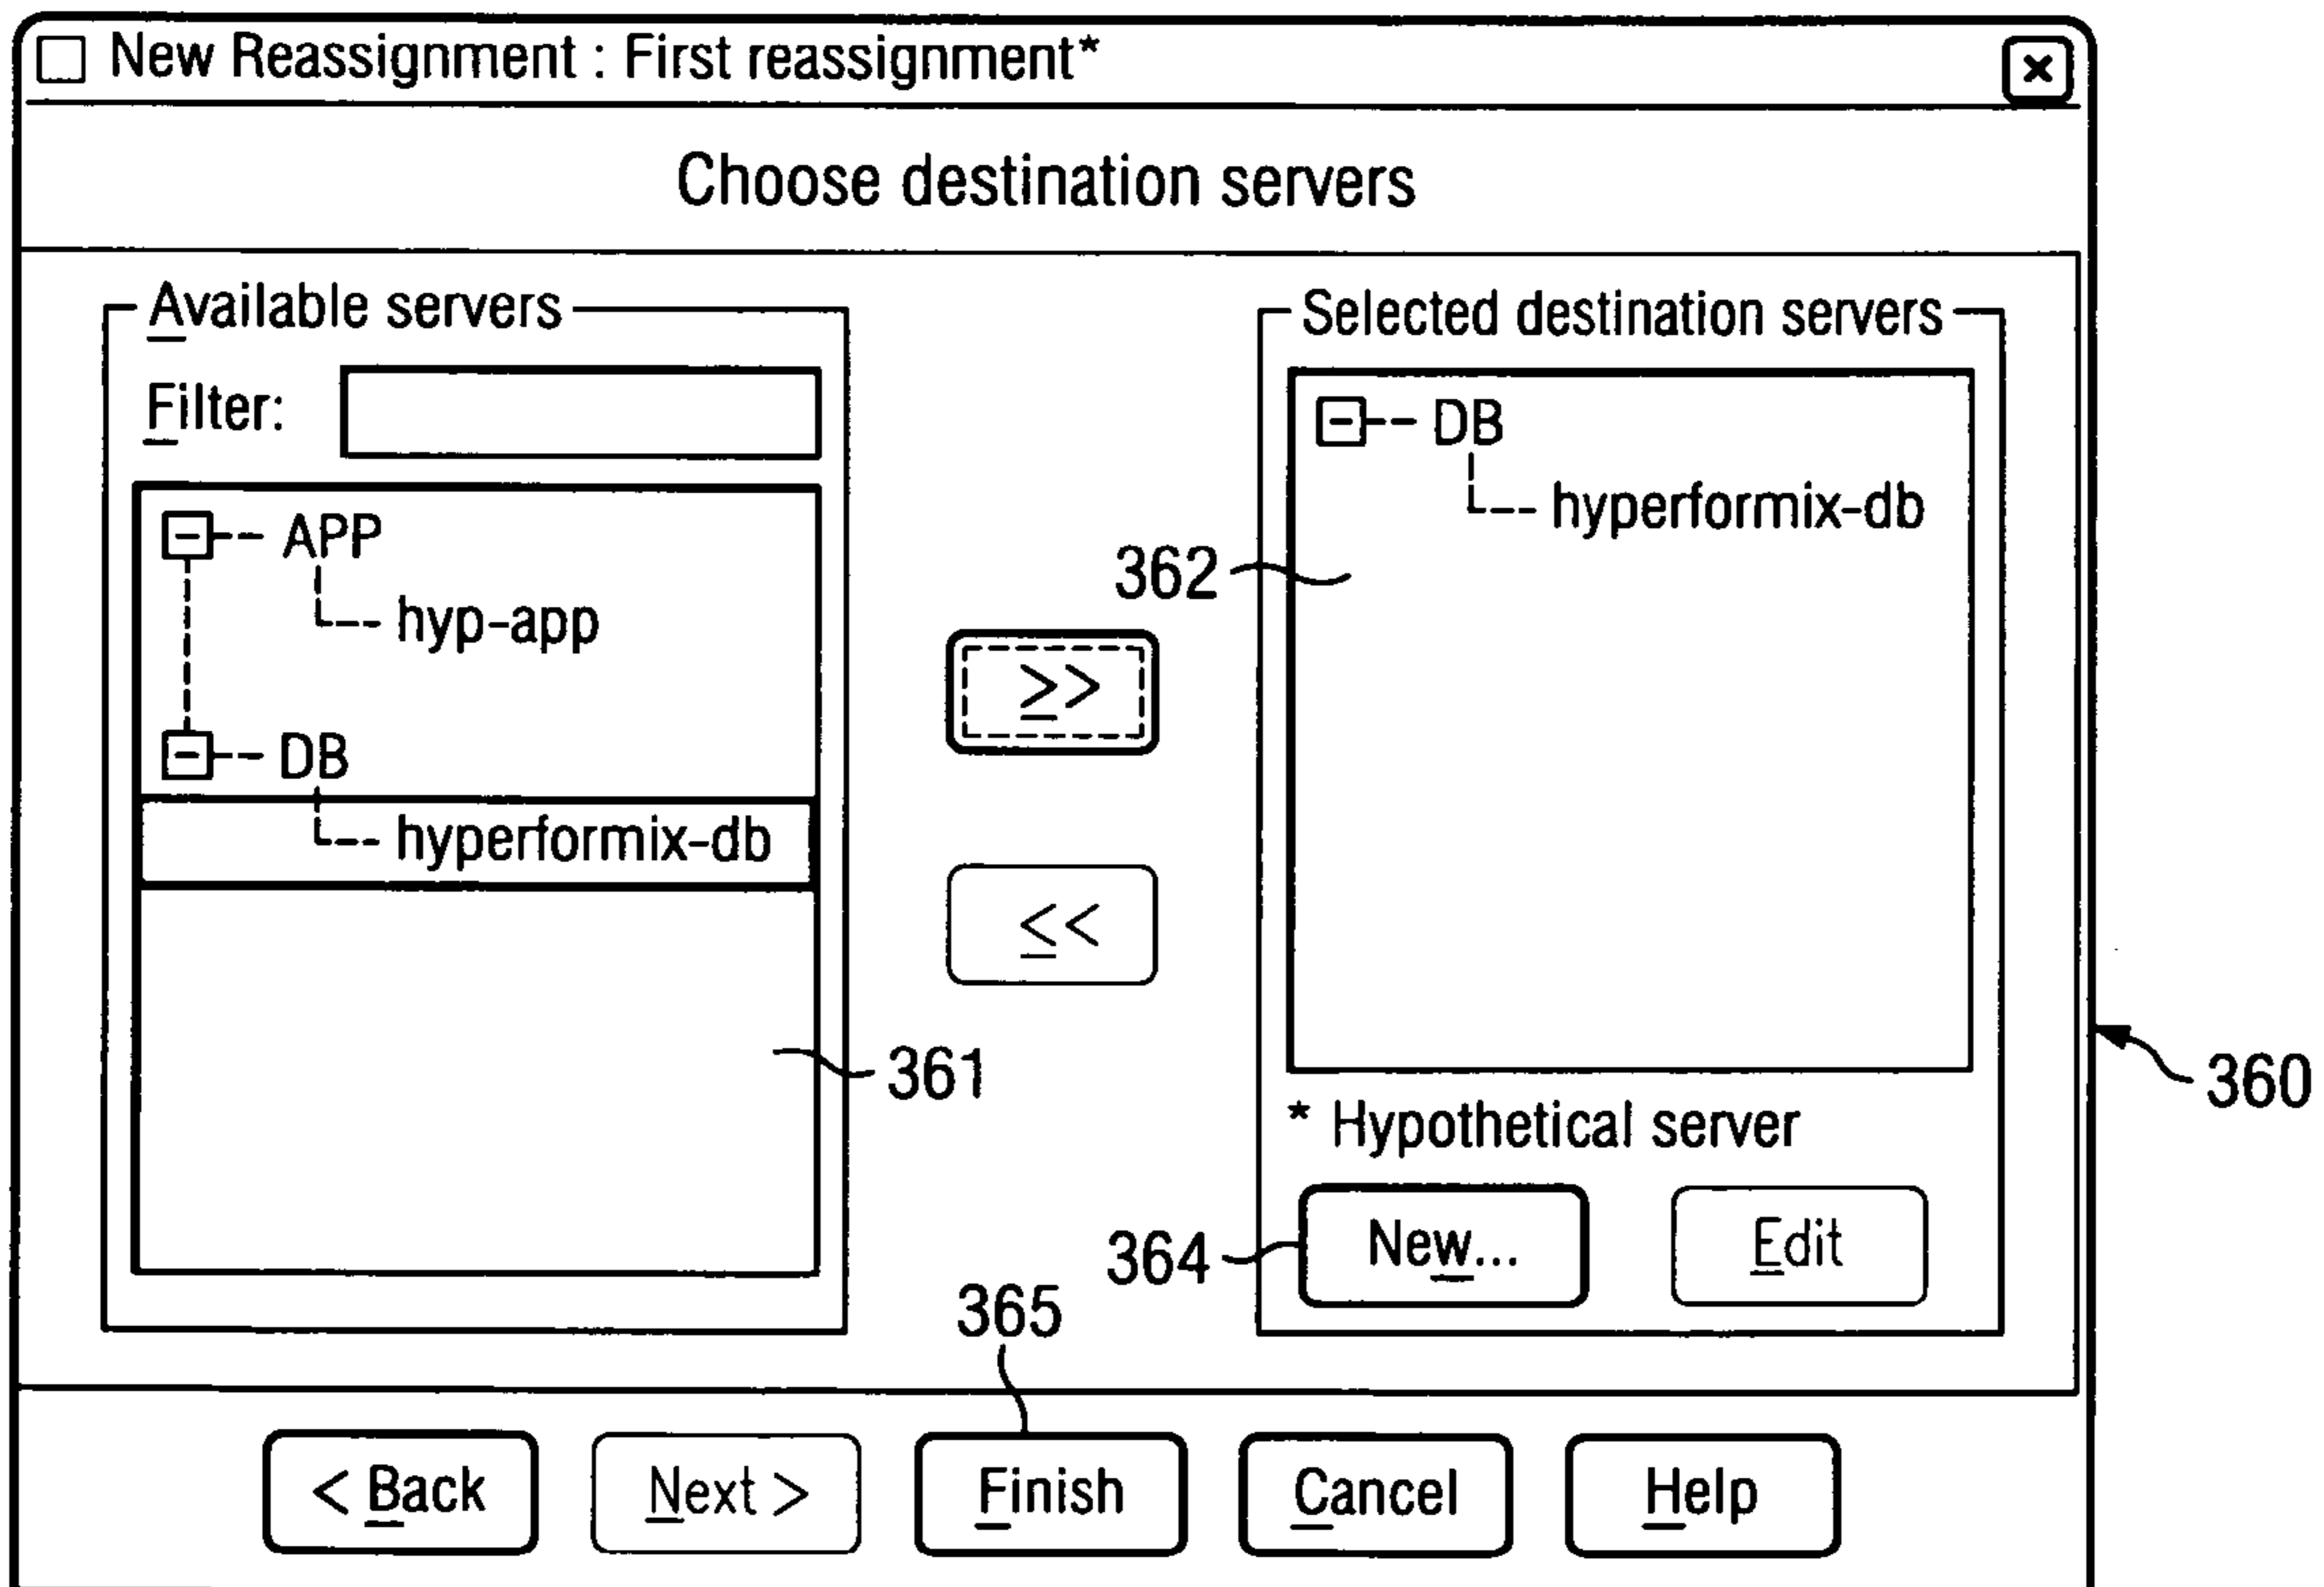 New Reassignment : First reassignment*
Choose destination servers
Available servers
Filter:
APP
hyp-app
DB
hyperformix-db
361
>>
<<
Selected destination servers
DB
hyperformix-db
362
* Hypothetical server
New...
Edit
364
360
365
< Back
Next >
Finish
Cancel
Help